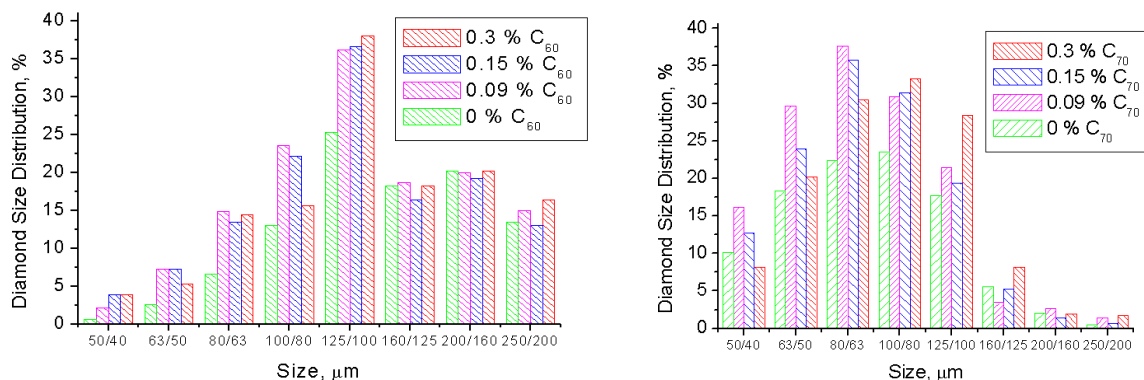 Diamond Size Distribution, %
40
35
30
25
20
15
10
5
0
0.3 % C60
0.15 % C60
0.09 % C60
0 % C60
50/40 63/50 80/63 100/80 125/100 160/125 200/160 250/200
Size, μm
Diamond Size Distribution, %
40
35
30
25
20
15
10
5
0
0.3 % C70
0.15 % C70
0.09 % C70
0 % C70
50/40 63/50 80/63 100/80 125/100 160/125 200/160 250/200
Size, μm